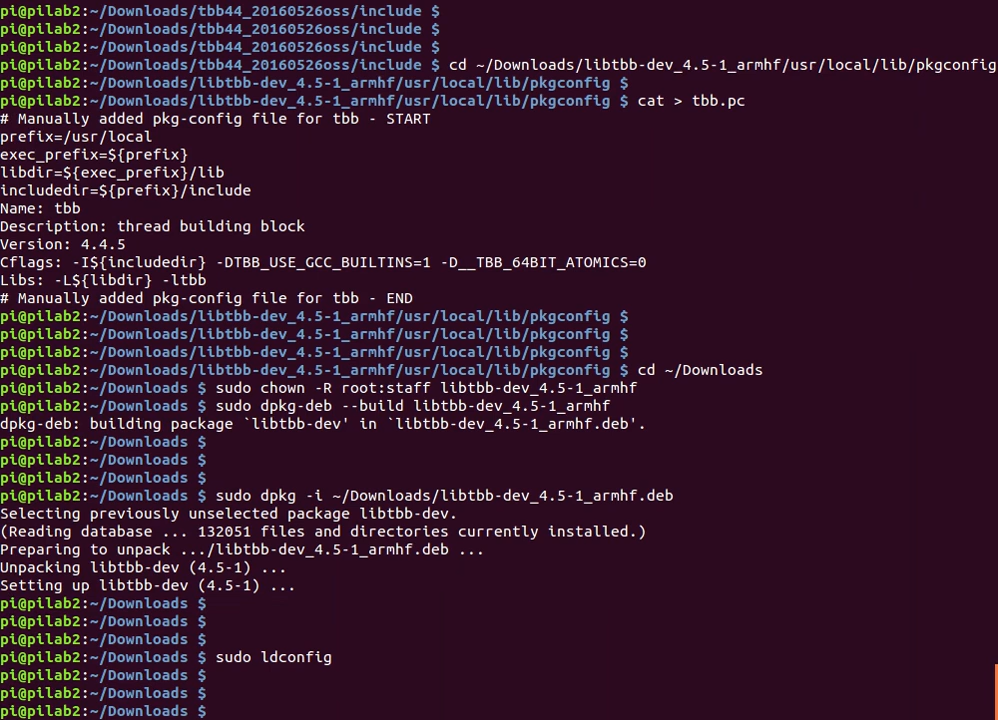 pi@pilab2:~/Downloads/tbb44_20160526oss/include $
pi@pilab2:~/Downloads/tbb44_20160526oss/include $
pi@pilab2:~/Downloads/tbb44_20160526oss/include $
pi@pilab2:~/Downloads/tbb44_20160526oss/include $ cd ~/Downloads/libtbb-dev_4.5-1_armhf/usr/local/lib/pkgconfig
pi@pilab2:~/Downloads/libtbb-dev_4.5-1_armhf/usr/local/lib/pkgconfig $
pi@pilab2:~/Downloads/libtbb-dev_4.5-1_armhf/usr/local/lib/pkgconfig $ cat > tbb.pc
# Manually added pkg-config file for tbb - START
prefix=/usr/local
exec_prefix=${prefix}
libdir=${exec_prefix}/lib
includedir=${prefix}/include
Name: tbb
Description: thread building block
Version: 4.4.5
Cflags: -I${includedir} -DTBB_USE_GCC_BUILTINS=1 -D__TBB_64BIT_ATOMICS=0
Libs: -L${libdir} -ltbb
# Manually added pkg-config file for tbb - END
pi@pilab2:~/Downloads/libtbb-dev_4.5-1_armhf/usr/local/lib/pkgconfig $
pi@pilab2:~/Downloads/libtbb-dev_4.5-1_armhf/usr/local/lib/pkgconfig $
pi@pilab2:~/Downloads/libtbb-dev_4.5-1_armhf/usr/local/lib/pkgconfig $
pi@pilab2:~/Downloads/libtbb-dev_4.5-1_armhf/usr/local/lib/pkgconfig $ cd ~/Downloads
pi@pilab2:~/Downloads $ sudo chown -R root:staff libtbb-dev_4.5-1_armhf
pi@pilab2:~/Downloads $ sudo dpkg-deb --build libtbb-dev_4.5-1_armhf
dpkg-deb: building package `libtbb-dev' in `libtbb-dev_4.5-1_armhf.deb'.
pi@pilab2:~/Downloads $
pi@pilab2:~/Downloads $
pi@pilab2:~/Downloads $
pi@pilab2:~/Downloads $ sudo dpkg -i ~/Downloads/libtbb-dev_4.5-1_armhf.deb
Selecting previously unselected package libtbb-dev.
(Reading database ... 132051 files and directories currently installed.)
Preparing to unpack .../libtbb-dev_4.5-1_armhf.deb ...
Unpacking libtbb-dev (4.5-1) ...
Setting up libtbb-dev (4.5-1) ...
pi@pilab2:~/Downloads $
pi@pilab2:~/Downloads $
pi@pilab2:~/Downloads $
pi@pilab2:~/Downloads $ sudo ldconfig
pi@pilab2:~/Downloads $
pi@pilab2:~/Downloads $
pi@pilab2:~/Downloads $